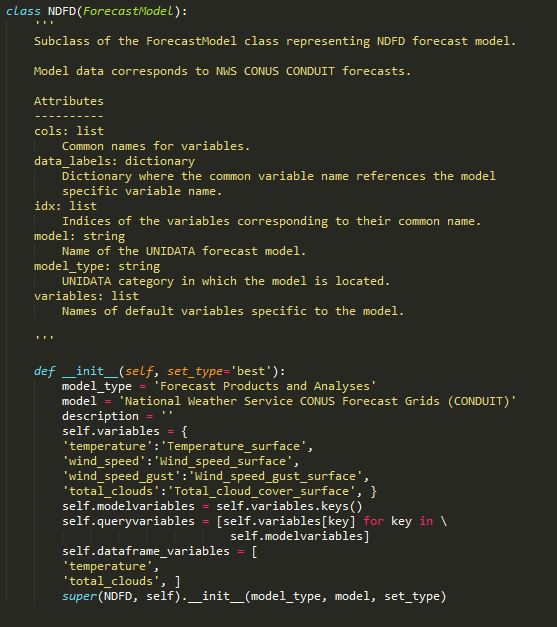 class NDFD(ForecastModel):
    '''
    Subclass of the ForecastModel class representing NDFD forecast model.

    Model data corresponds to NWS CONUS CONDUIT forecasts.

    Attributes
    ----------
    cols: list
        Common names for variables.
    data_labels: dictionary
        Dictionary where the common variable name references the model
        specific variable name.
    idx: list
        Indices of the variables corresponding to their common name.
    model: string
        Name of the UNIDATA forecast model.
    model_type: string
        UNIDATA category in which the model is located.
    variables: list
        Names of default variables specific to the model.

    '''

    def __init__(self, set_type='best'):
        model_type = 'Forecast Products and Analyses'
        model = 'National Weather Service CONUS Forecast Grids (CONDUIT)'
        description = ''
        self.variables = {
        'temperature':'Temperature_surface',
        'wind_speed':'Wind_speed_surface',
        'wind_speed_gust':'Wind_speed_gust_surface',
        'total_clouds':'Total_cloud_cover_surface', }
        self.modelvariables = self.variables.keys()
        self.queryvariables = [self.variables[key] for key in \
                                self.modelvariables]
        self.dataframe_variables = [
        'temperature',
        'total_clouds', ]
        super(NDFD, self).__init__(model_type, model, set_type)